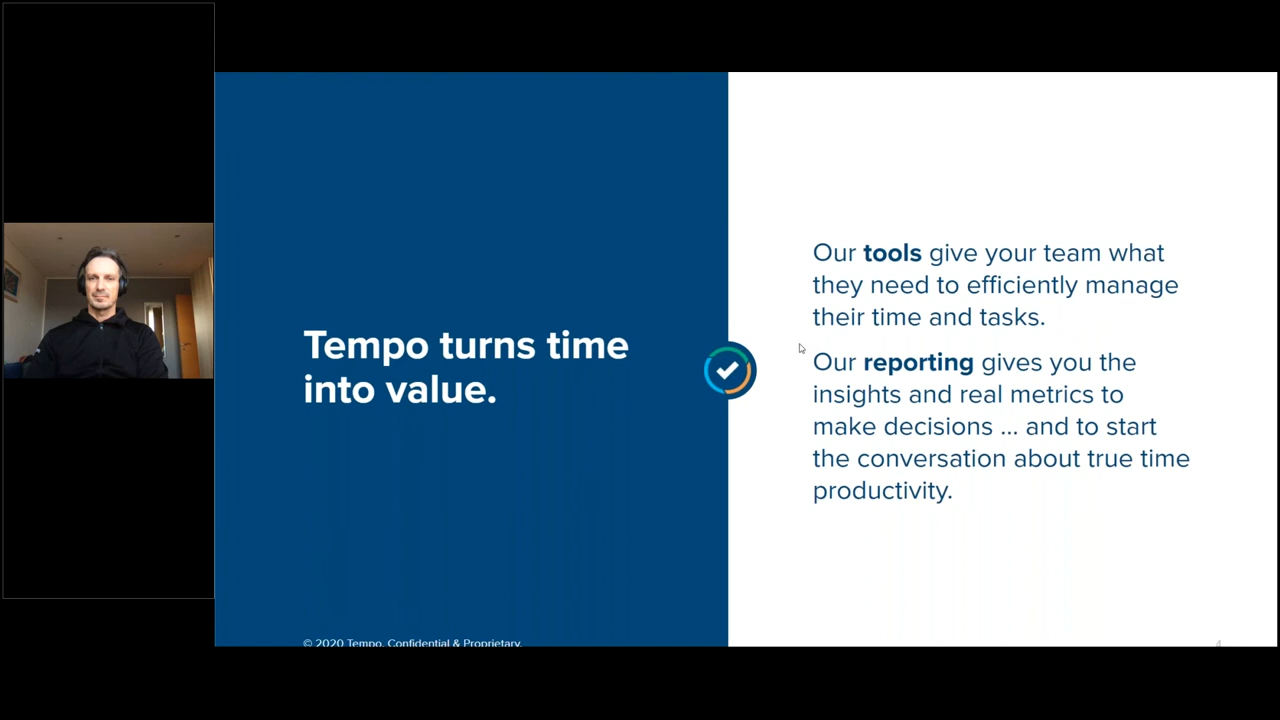 Tempo turns time
into value.
Our tools give your team what
they need to efficiently manage
their time and tasks.
Our reporting gives you the
insights and real metrics to
make decisions ... and to start
the conversation about true time
productivity.
© 2020 Tempo. Confidential & Proprietary.
4